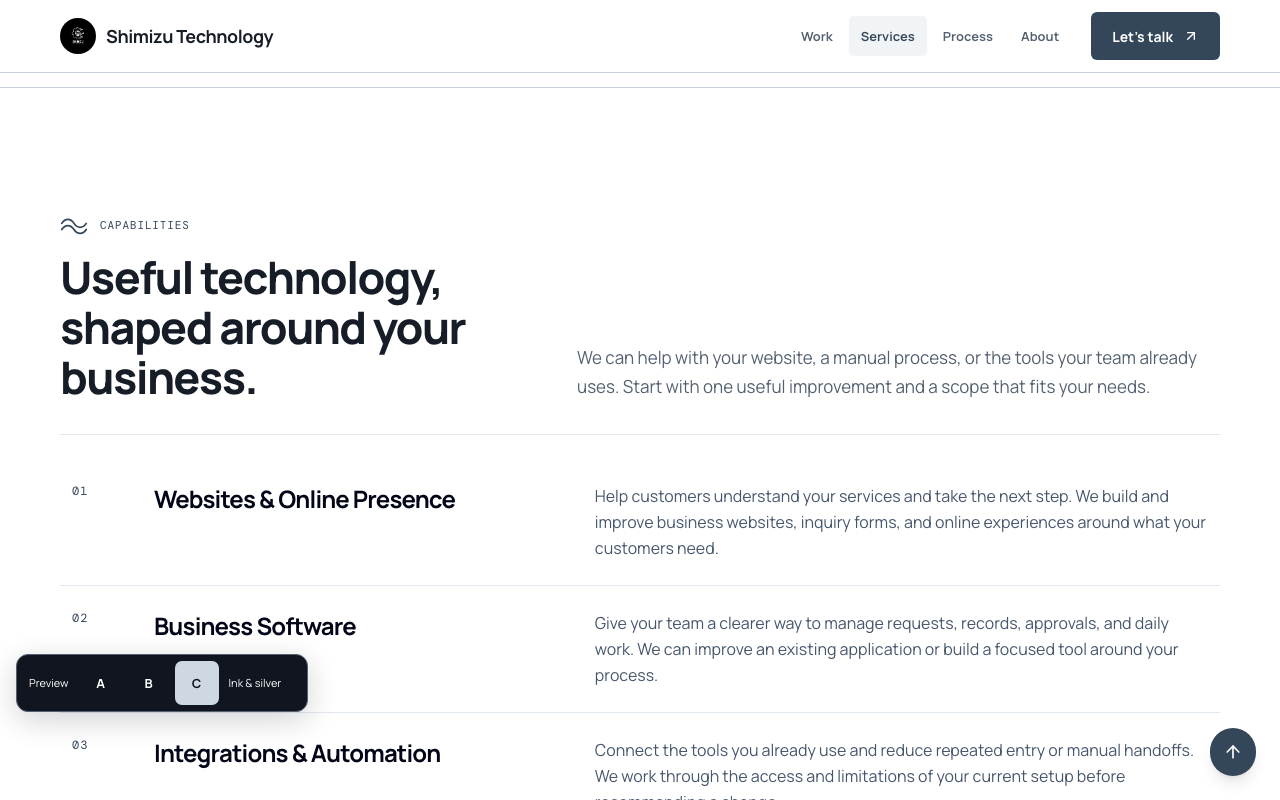 Shimizu Technology
Work
Services
Process
About
Let's talk
CAPABILITIES
Useful technology,
shaped around your
business.
We can help with your website, a manual process, or the tools your team already
uses. Start with one useful improvement and a scope that fits your needs.
01
Websites & Online Presence
Help customers understand your services and take the next step. We build and
improve business websites, inquiry forms, and online experiences around what your
customers need.
02
Business Software
Give your team a clearer way to manage requests, records, approvals, and daily
work. We can improve an existing application or build a focused tool around your
process.
Preview
A
B
C
Ink & silver
03
Integrations & Automation
Connect the tools you already use and reduce repeated entry or manual handoffs.
We work through the access and limitations of your current setup before
recommending a change.